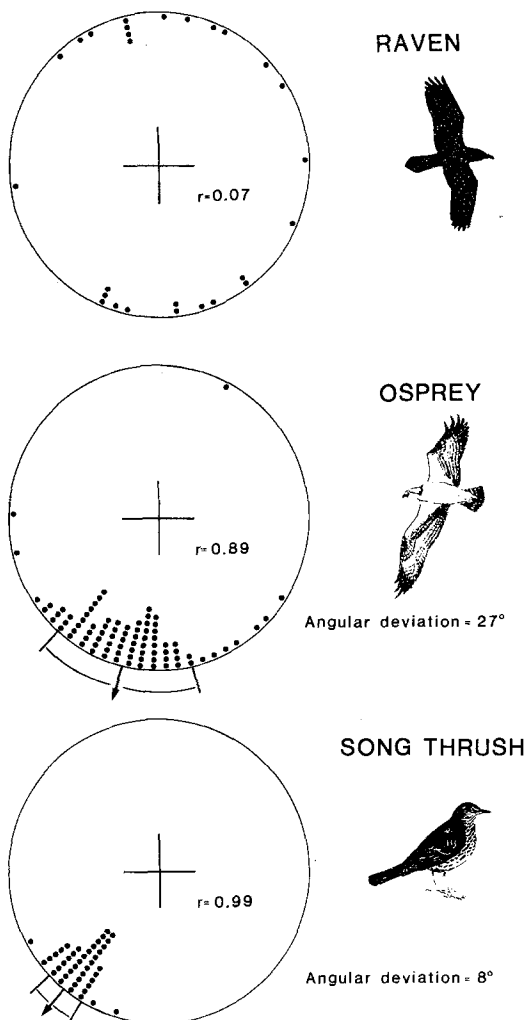 RAVEN
r=0.07
OSPREY
r=0.89
Angular deviation = 27°
SONG THRUSH
r=0.99
Angular deviation = 8°